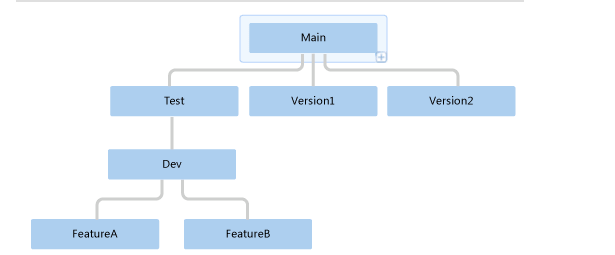 Main
Test
Version1
Version2
Dev
FeatureA
FeatureB